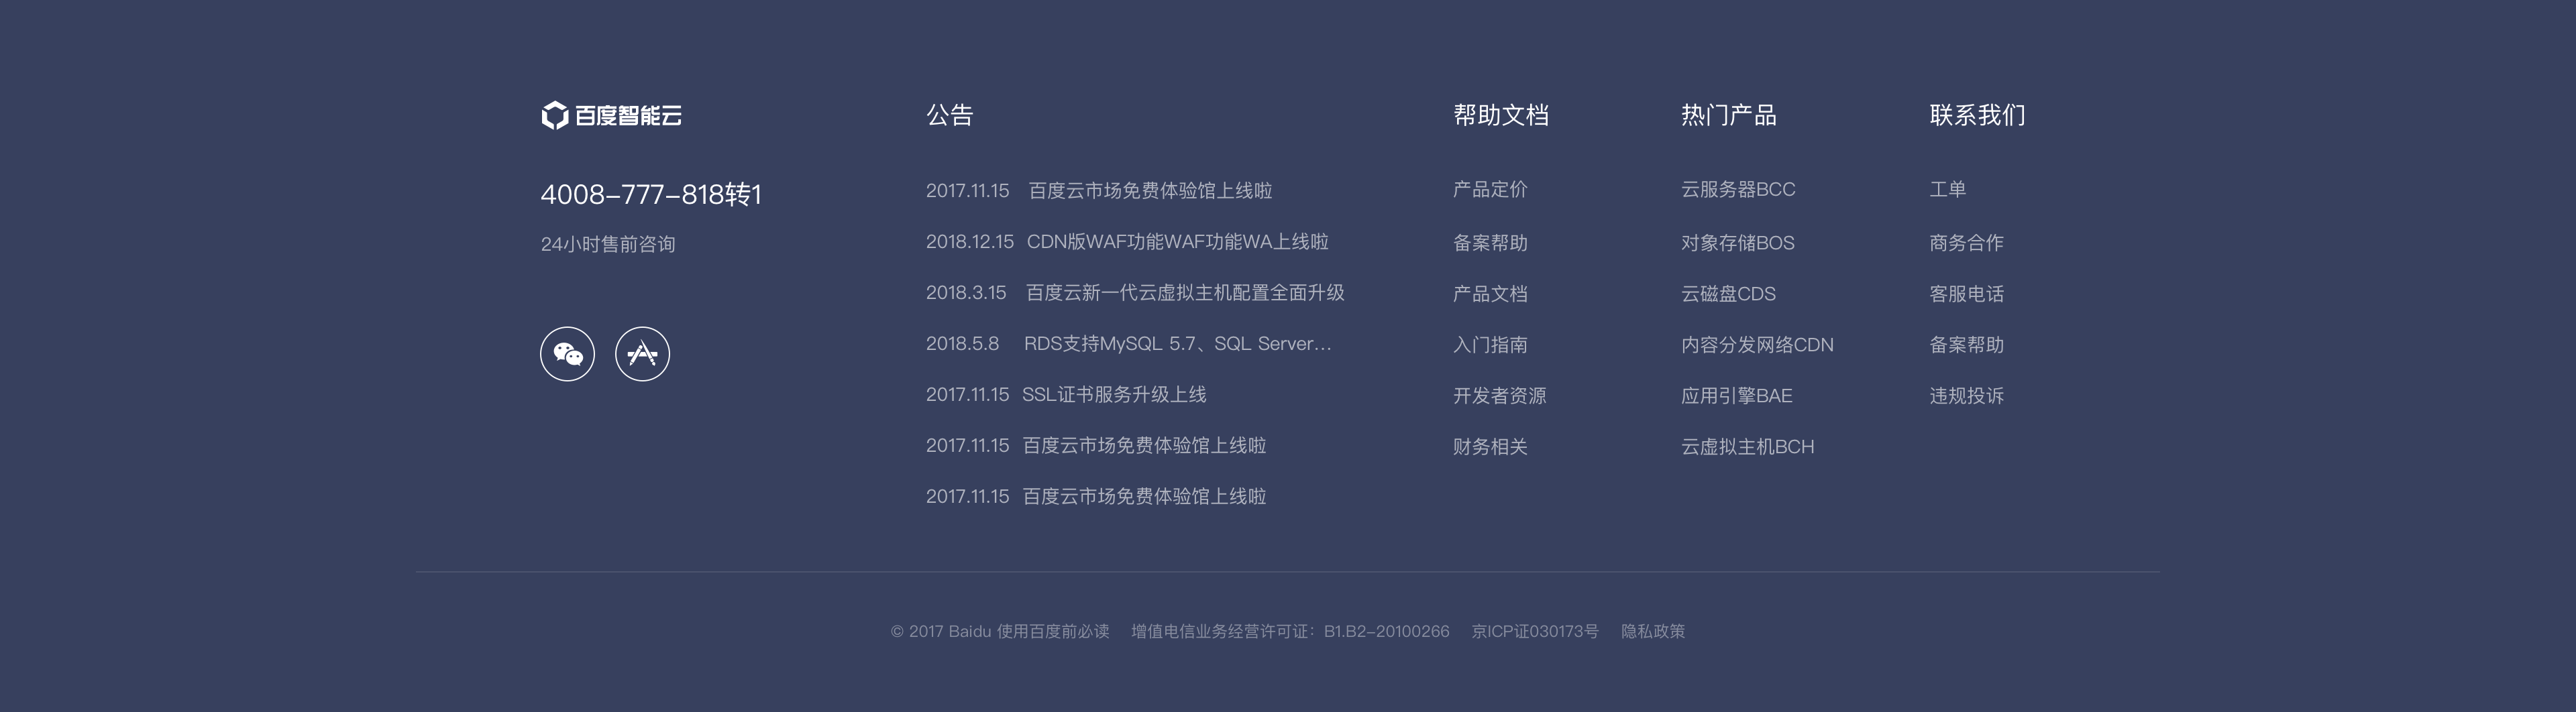 百度智能云
4008-777-818转1
24小时售前咨询
公告
2017.11.15 百度云市场免费体验馆上线啦
2018.12.15 CDN版WAF功能WAF功能WA上线啦
2018.3.15 百度云新一代云虚拟主机配置全面升级
2018.5.8 RDS支持MySQL 5.7、SQL Server...
2017.11.15 SSL证书服务升级上线
2017.11.15 百度云市场免费体验馆上线啦
2017.11.15 百度云市场免费体验馆上线啦
帮助文档
产品定价
备案帮助
产品文档
入门指南
开发者资源
财务相关
热门产品
云服务器BCC
对象存储BOS
云磁盘CDS
内容分发网络CDN
应用引擎BAE
云虚拟主机BCH
联系我们
工单
商务合作
客服电话
备案帮助
违规投诉
© 2017 Baidu 使用百度前必读 增值电信业务经营许可证：B1.B2-20100266 京ICP证030173号 隐私政策